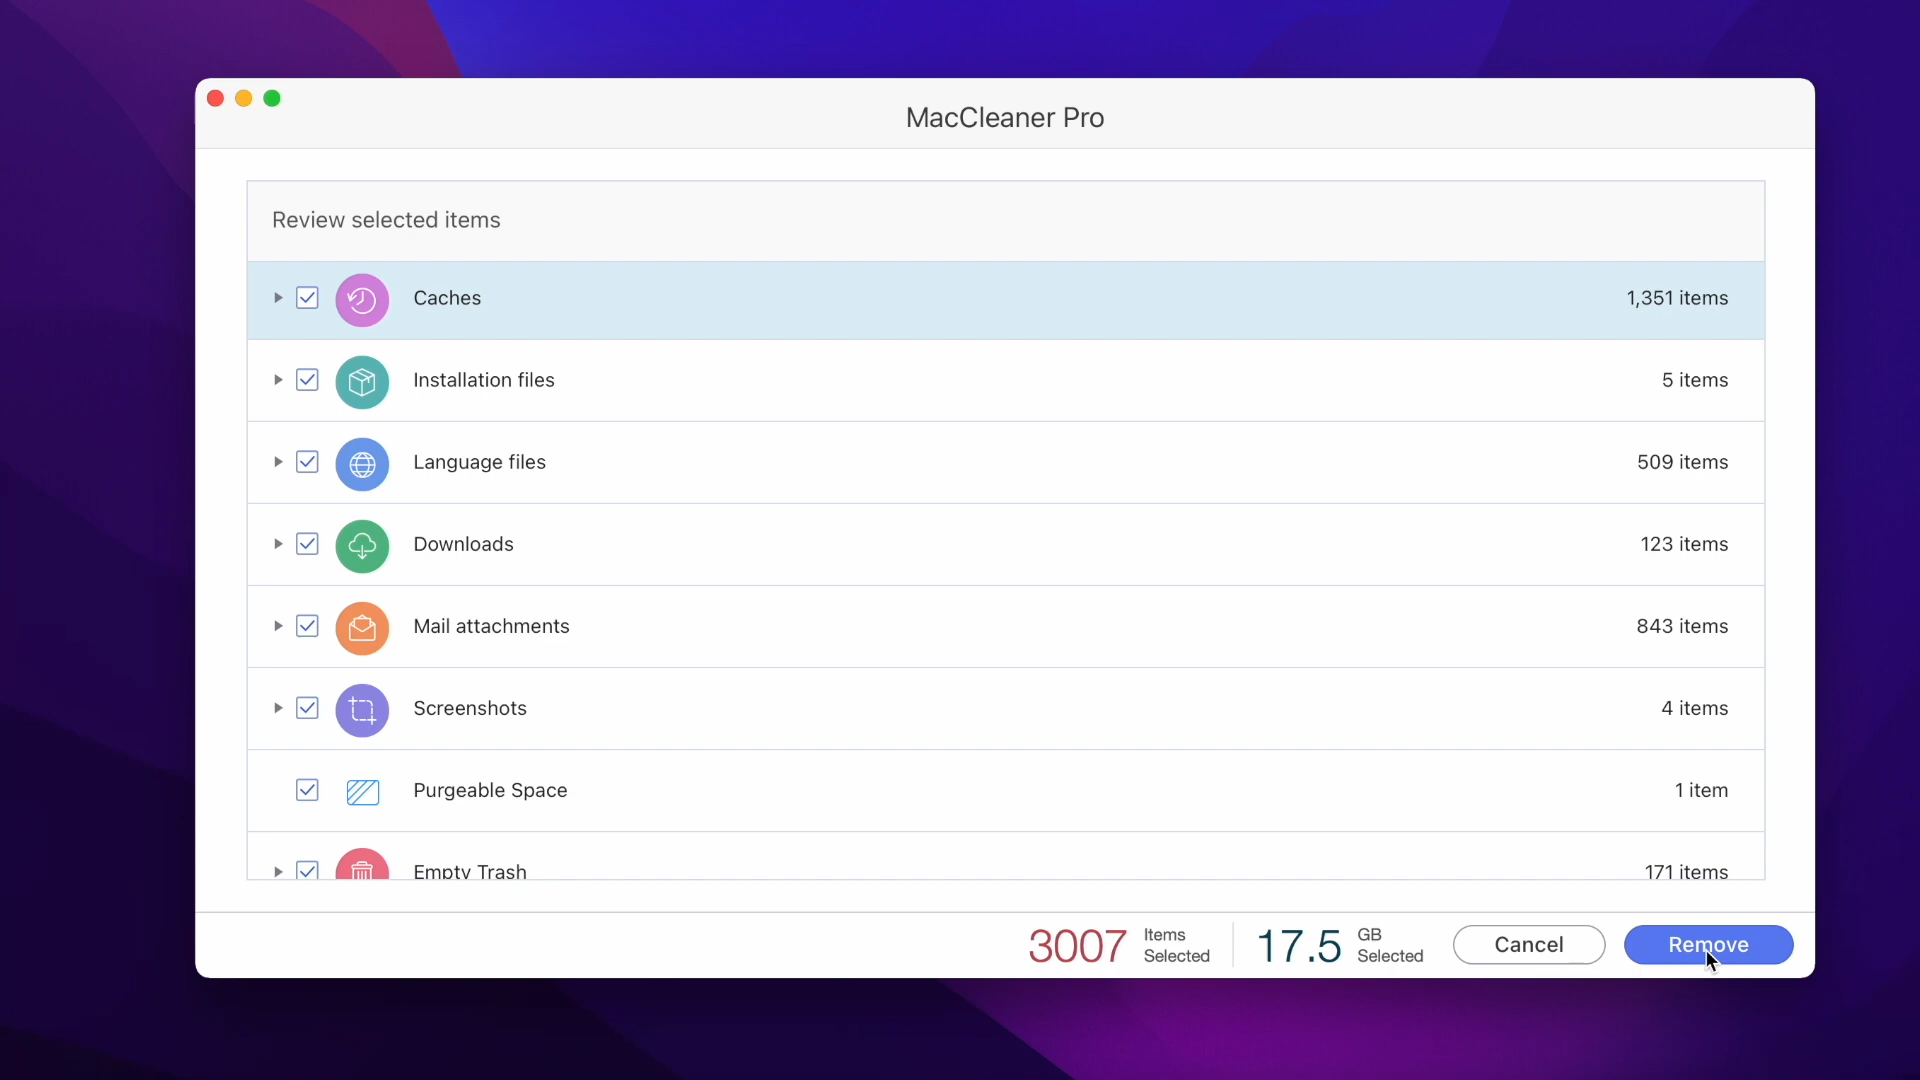 MacCleaner Pro
Review selected items
Caches 1,351 items
Installation files 5 items
Language files 509 items
Downloads 123 items
Mail attachments 843 items
Screenshots 4 items
Purgeable Space 1 item
Empty Trash 171 items
3007 Items Selected 17.5 GB Selected Cancel Remove